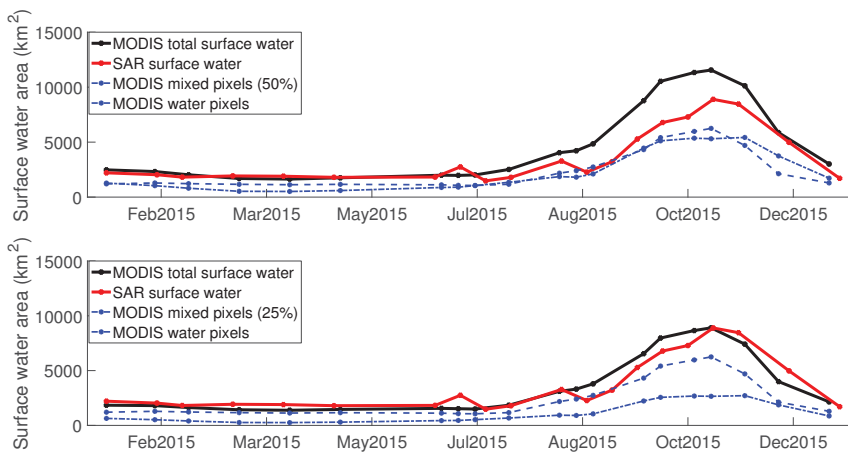 Surface water area (km2)
15000
10000
5000
0
MODIS total surface water
SAR surface water
MODIS mixed pixels (50%)
MODIS water pixels
Feb2015 Mar2015 May2015 Jul2015 Aug2015 Oct2015 Dec2015
Surface water area (km2)
15000
10000
5000
0
MODIS total surface water
SAR surface water
MODIS mixed pixels (25%)
MODIS water pixels
Feb2015 Mar2015 May2015 Jul2015 Aug2015 Oct2015 Dec2015